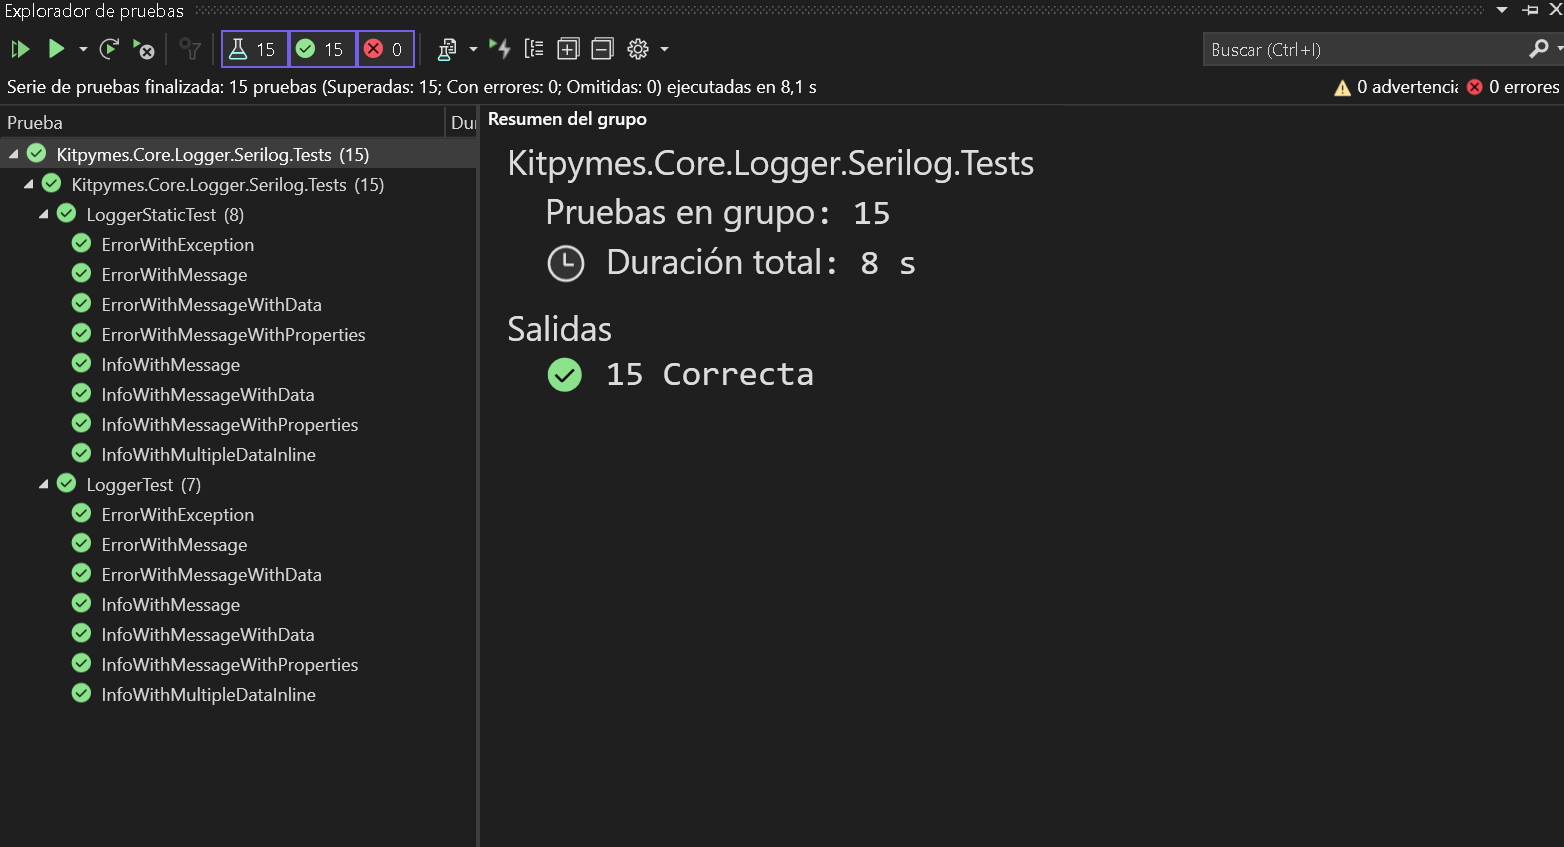 Explorador de pruebas
15 15 0
Buscar (Ctrl+I)
Serie de pruebas finalizada: 15 pruebas (Superadas: 15; Con errores: 0; Omitidas: 0) ejecutadas en 8,1 s
0 advertencia 0 errores
Prueba Du
Kitpymes.Core.Logger.Serilog.Tests (15)
Kitpymes.Core.Logger.Serilog.Tests (15)
LoggerStaticTest (8)
ErrorWithException
ErrorWithMessage
ErrorWithMessageWithData
ErrorWithMessageWithProperties
InfoWithMessage
InfoWithMessageWithData
InfoWithMessageWithProperties
InfoWithMultipleDataInline
LoggerTest (7)
ErrorWithException
ErrorWithMessage
ErrorWithMessageWithData
InfoWithMessage
InfoWithMessageWithData
InfoWithMessageWithProperties
InfoWithMultipleDataInline
Resumen del grupo
Kitpymes.Core.Logger.Serilog.Tests
Pruebas en grupo: 15
Duración total: 8 s
Salidas
15 Correcta